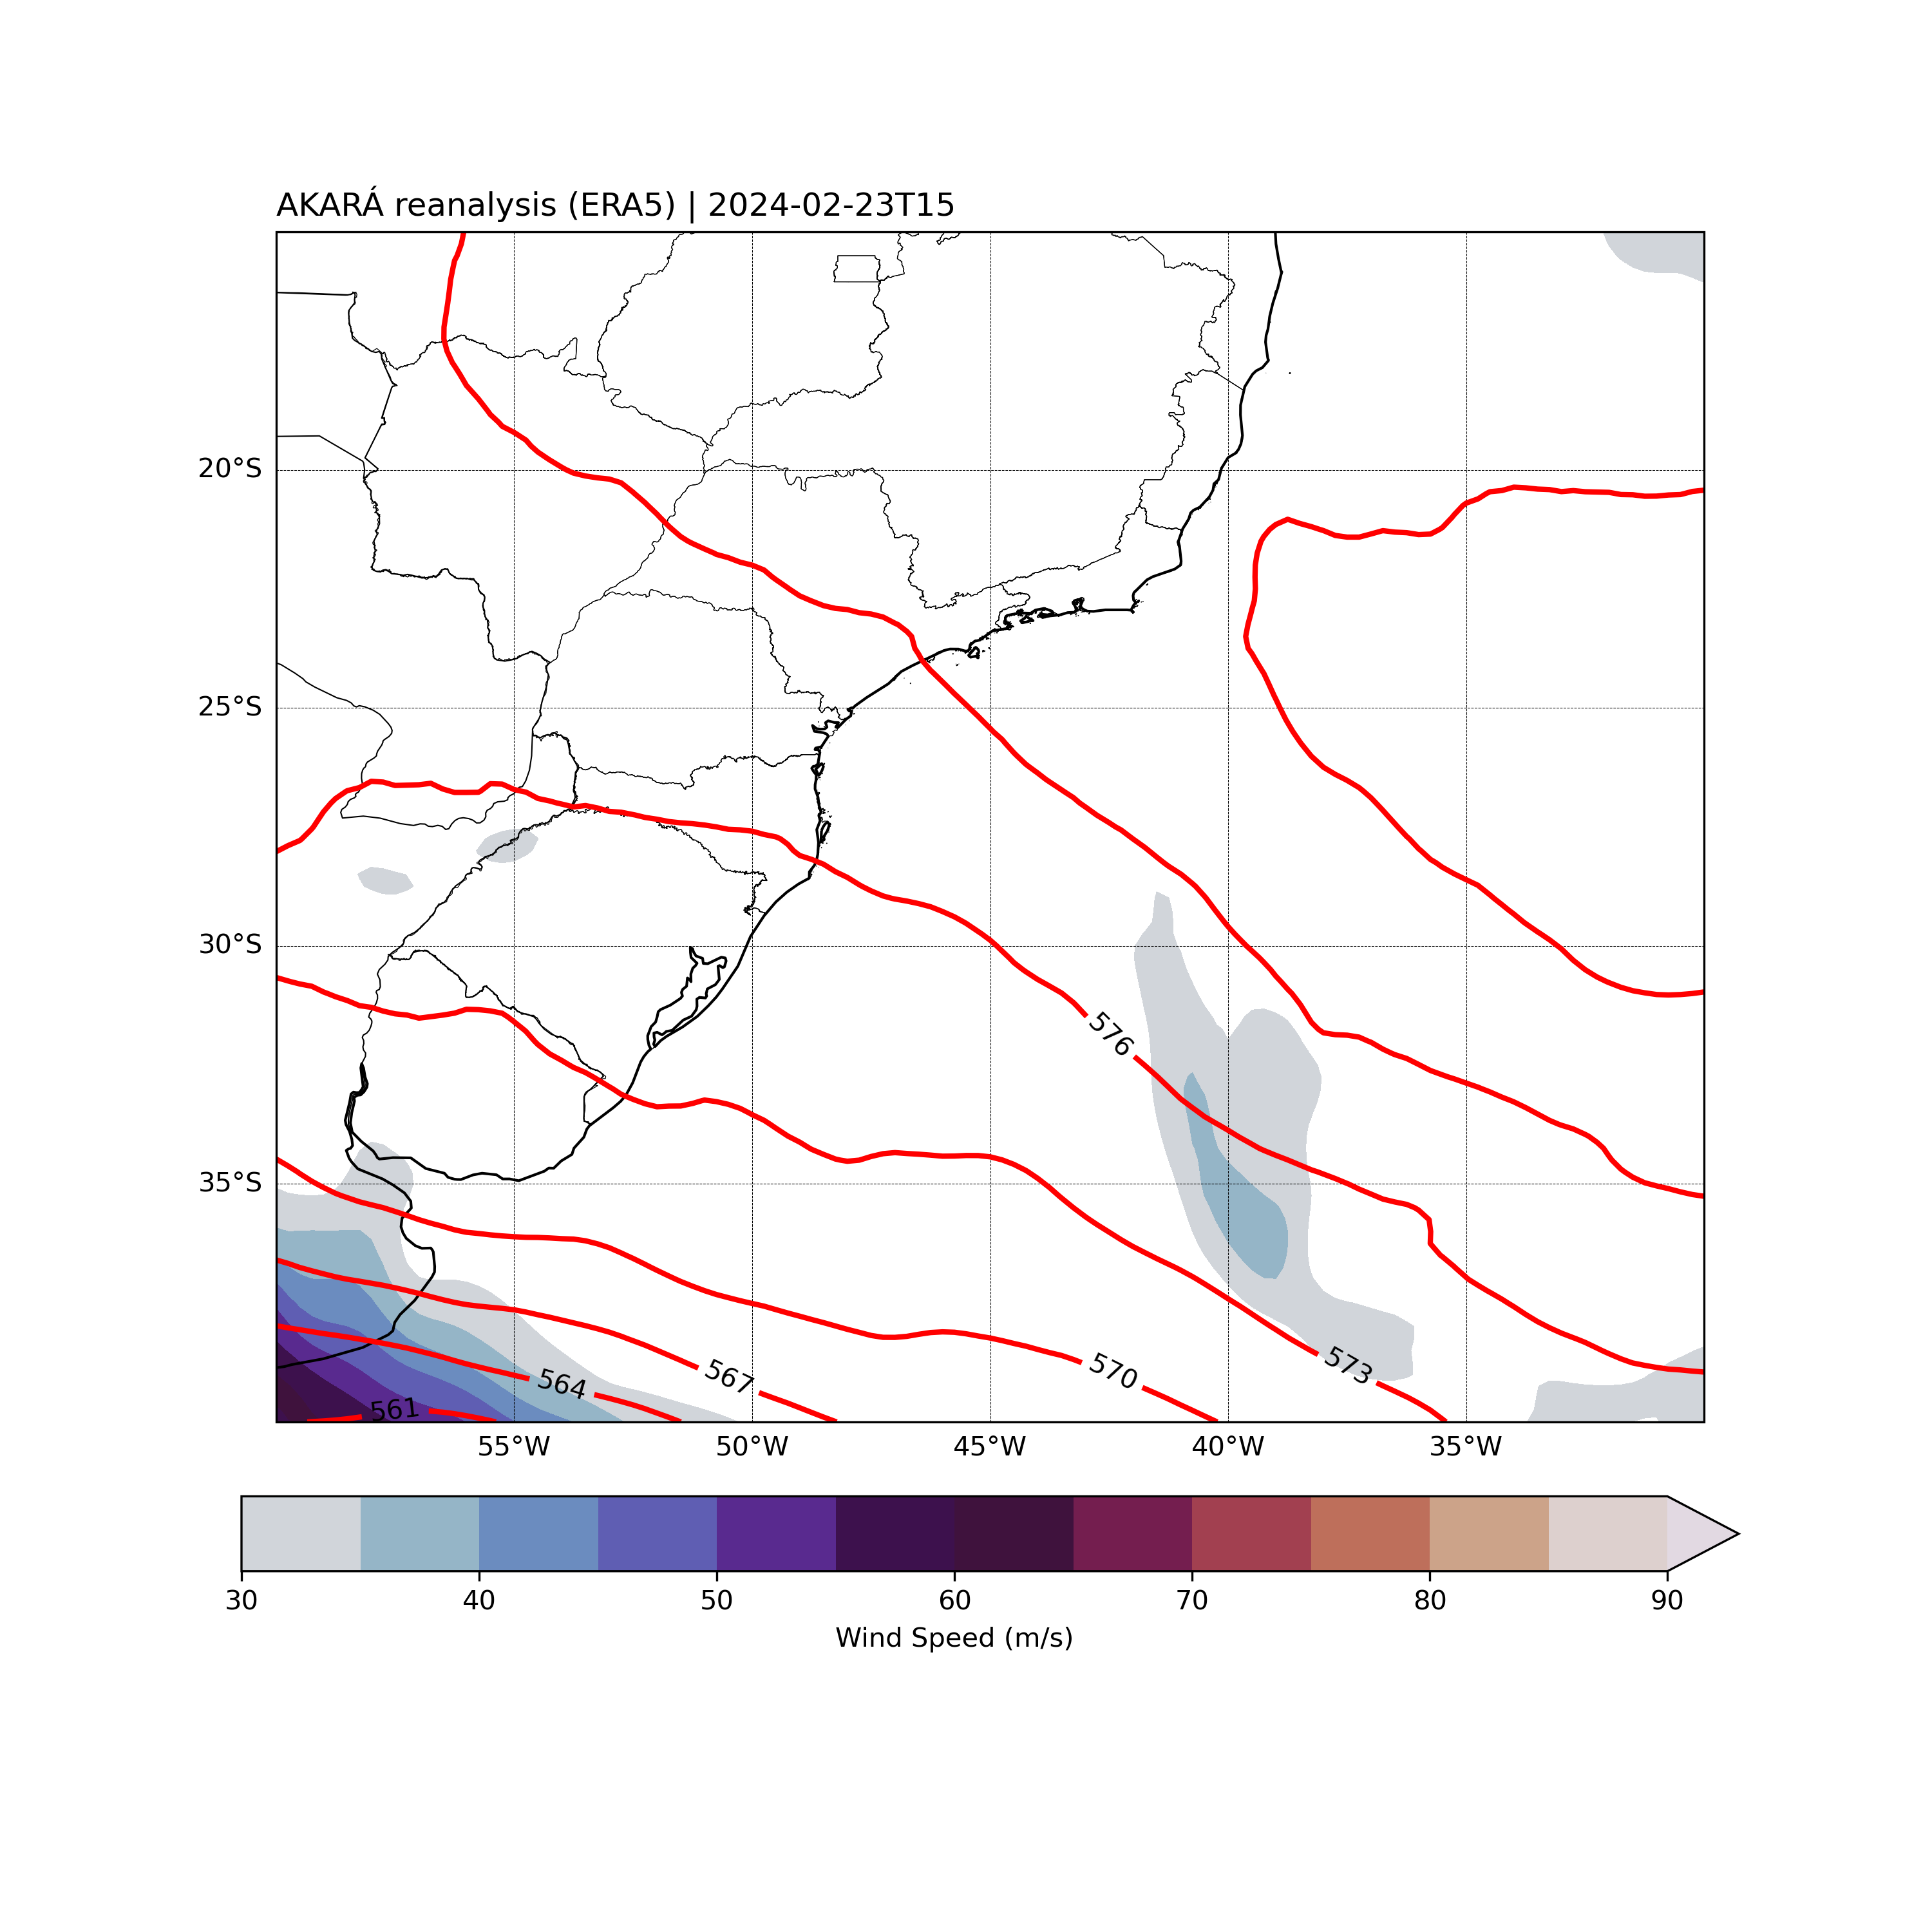 AKARÁ reanalysis (ERA5) | 2024-02-23T15
20°S
25°S
30°S
35°S
576
573
570
567
564
561
55°W 50°W 45°W 40°W 35°W
30 40 50 60 70 80 90
Wind Speed (m/s)